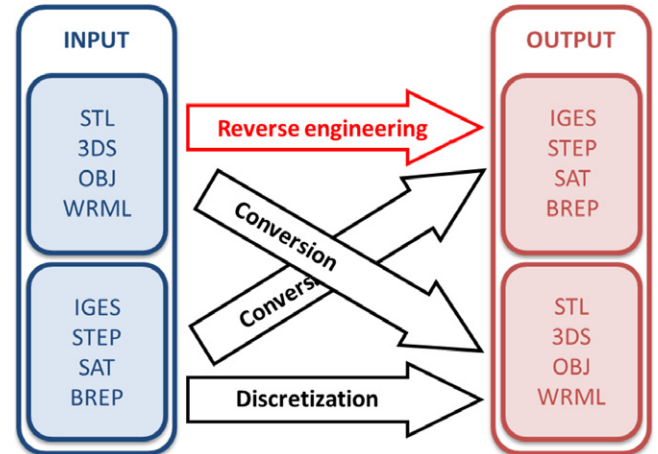 INPUT
STL
3DS
OBJ
WRML
IGES
STEP
SAT
BREP
Reverse engineering
Conversion
Convers
Discretization
OUTPUT
IGES
STEP
SAT
BREP
STL
3DS
OBJ
WRML